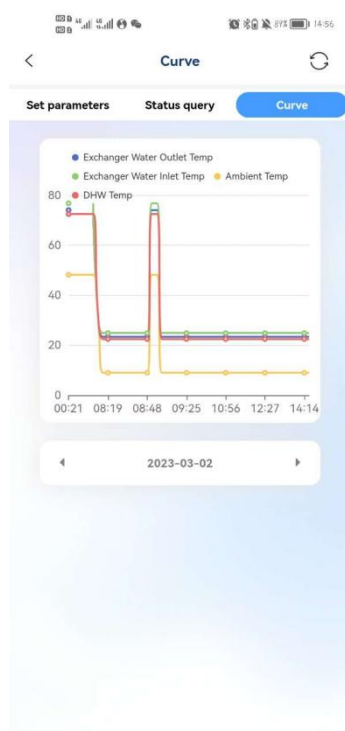 14:56
Curve
Set parameters Status query Curve
Exchanger Water Outlet Temp
Exchanger Water Inlet Temp Ambient Temp
DHW Temp
80
60
40
20
0
00:21 08:19 08:48 09:25 10:56 12:27 14:14
2023-03-02